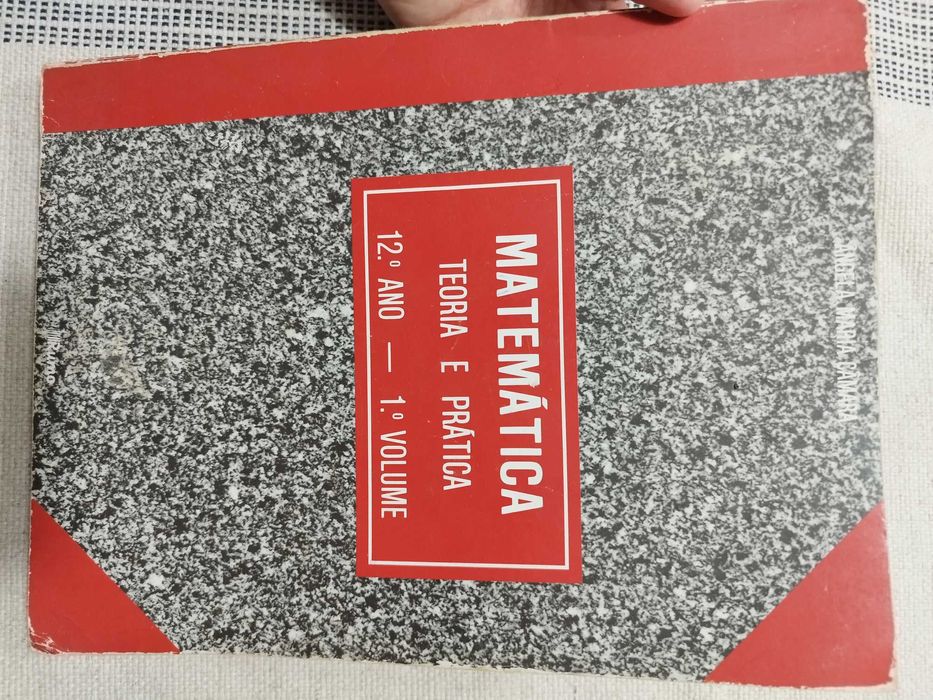 MATEMÁTICA
TEORIA E PRÁTICA
12.º ANO — 1.º VOLUME